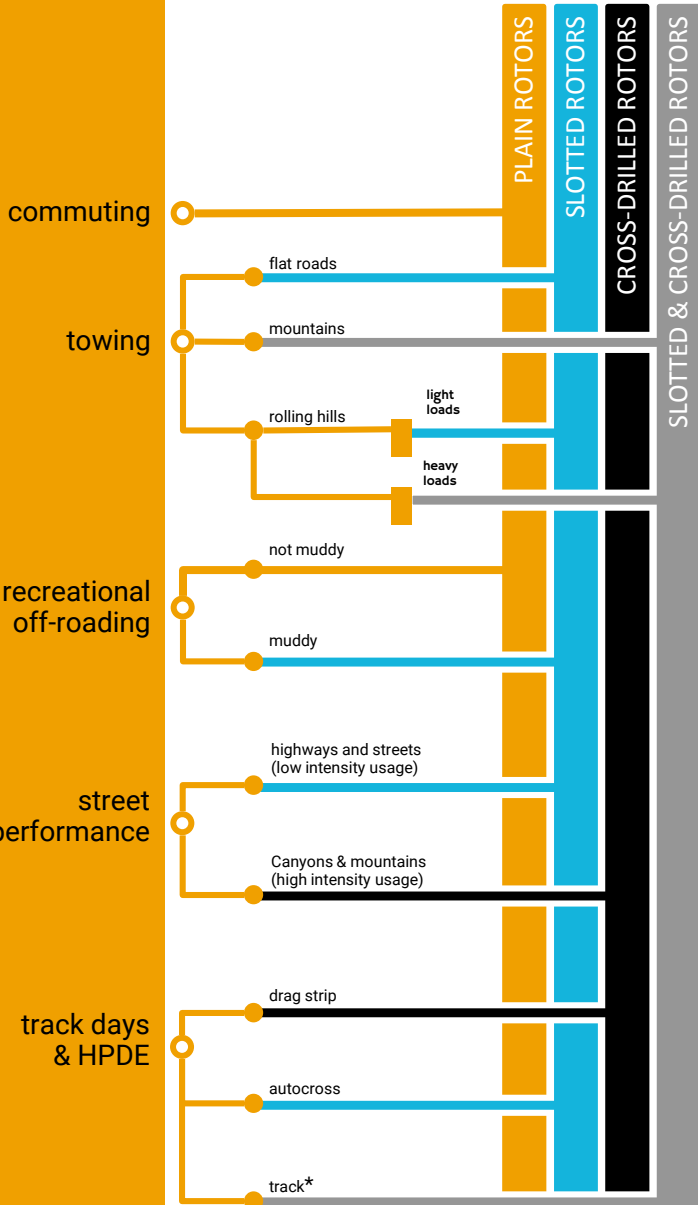 PLAIN ROTORS
SLOTTED ROTORS
CROSS-DRILLED ROTORS
SLOTTED & CROSS-DRILLED ROTORS
commuting
flat roads
towing
mountains
rolling hills
light
loads
heavy
loads
not muddy
recreational
off-roading
muddy
highways and streets
(low intensity usage)
street
performance
Canyons & mountains
(high intensity usage)
drag strip
track days
& HPDE
autocross
track*